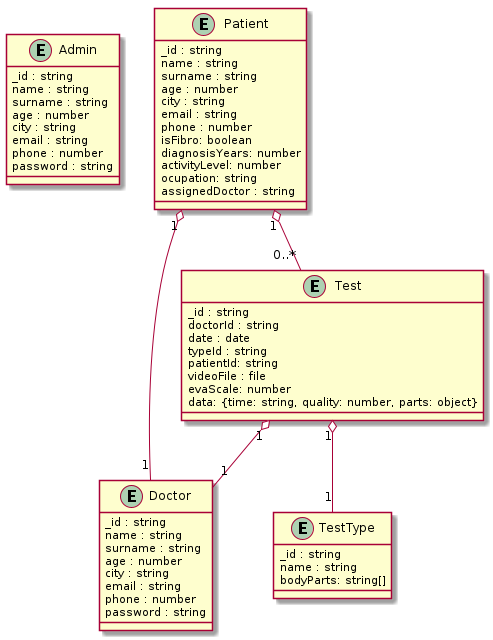 E Admin
_id : string
name : string
surname : string
age : number
city : string
email : string
phone : number
password : string
E Patient
_id : string
name : string
surname : string
age : number
city : string
email : string
phone : number
isFibro: boolean
diagnosisYears: number
activityLevel: number
ocupation: string
assignedDoctor : string
1
1
0..*
E Test
_id : string
doctorId : string
date : date
typeId : string
patientId: string
videoFile : file
evaScale: number
data: {time: string, quality: number, parts: object}
1
1
1
1
1
E Doctor
_id : string
name : string
surname : string
age : number
city : string
email : string
phone : number
password : string
E TestType
_id : string
name : string
bodyParts: string[]